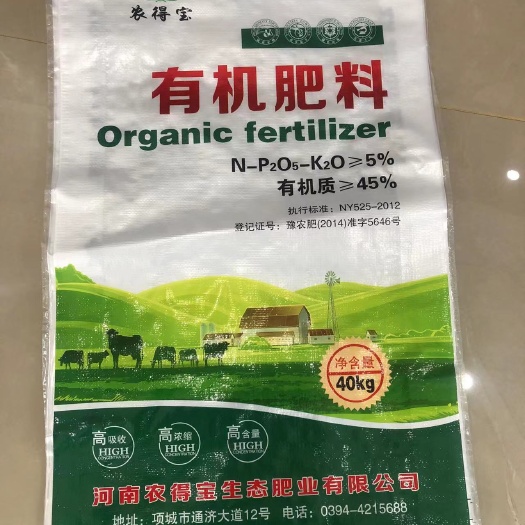 农得宝
有机肥料
Organic fertilizer
N-P2O5-K2O≥5%
有机质≥45%
执行标准：NY525-2012
登记证号：豫农肥(2014)准字5646号
净含量
40kg
高吸收
HIGH
CONCENTRATION
高浓缩
HIGH
CONCENTRATION
高含量
HIGH
CONCENTRATION
河南农得宝生态肥业有限公司
地址：项城市通济大道12号 电话：0394-4215688